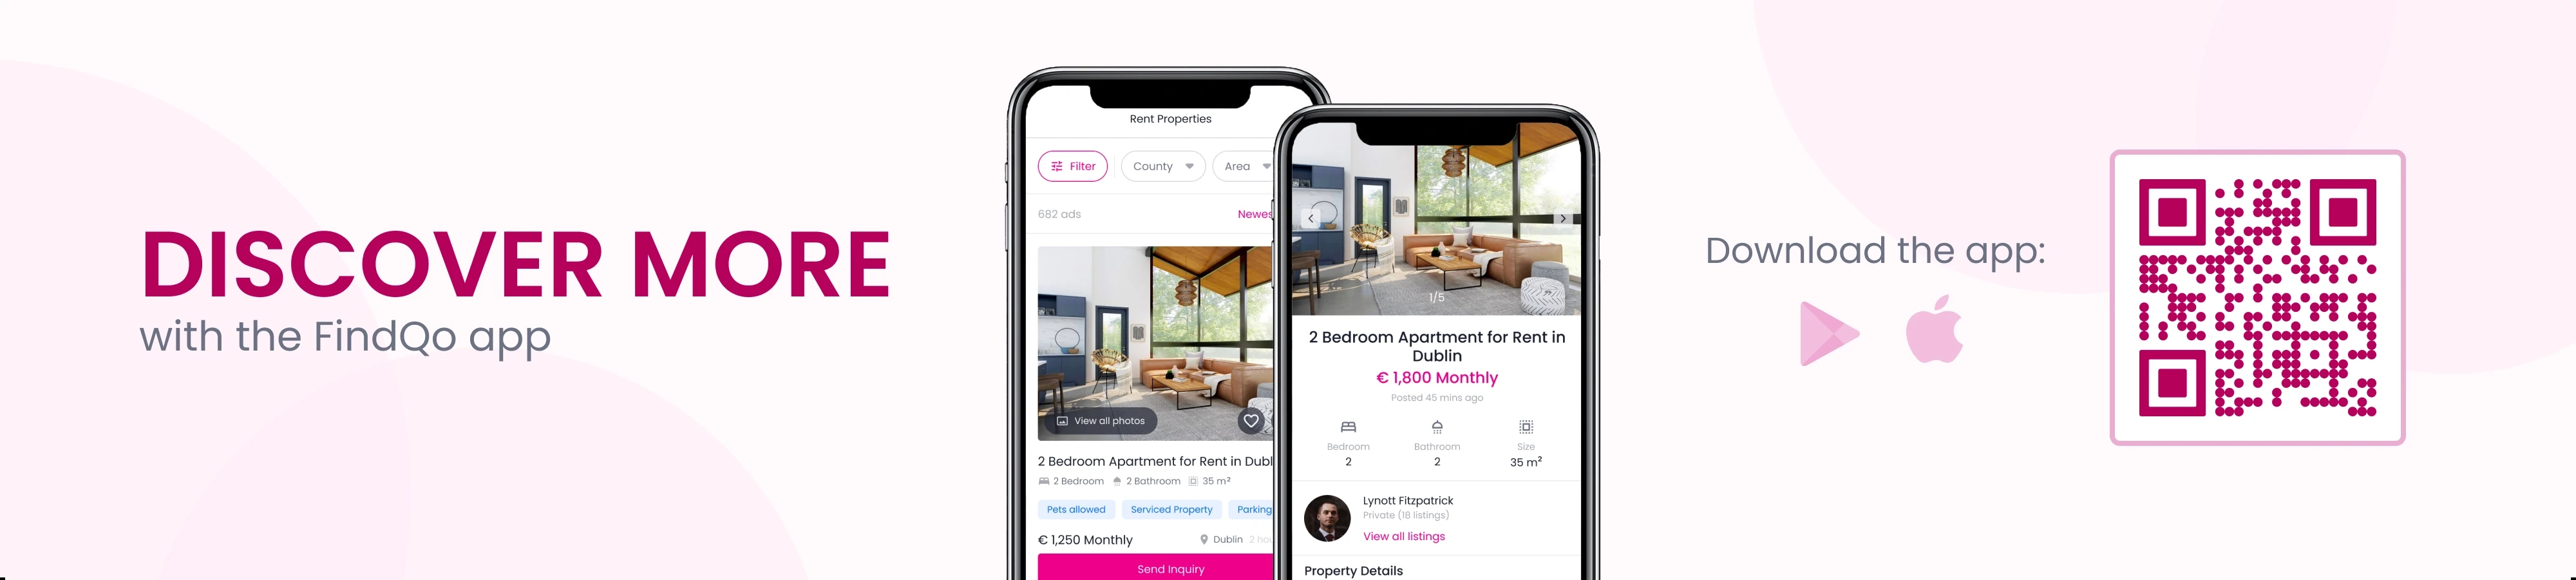 DISCOVER MORE
with the FindQo app
Rent Properties
Filter
County
Area
682 ads
View all photos
2 Bedroom Apartment for Rent in
2 Bedroom
2 Bathroom
35 m²
Pets allowed
Serviced Property
Parking
€ 1,250 Monthly
Dublin
Send Inquiry
1/5
2 Bedroom Apartment for Rent in
Dublin
€ 1,800 Monthly
Posted 45 mins ago
Bedroom
2
Bathroom
2
Size
35 m²
Lynott Fitzpatrick
Private (18 listings)
View all listings
Property Details
Download the app: